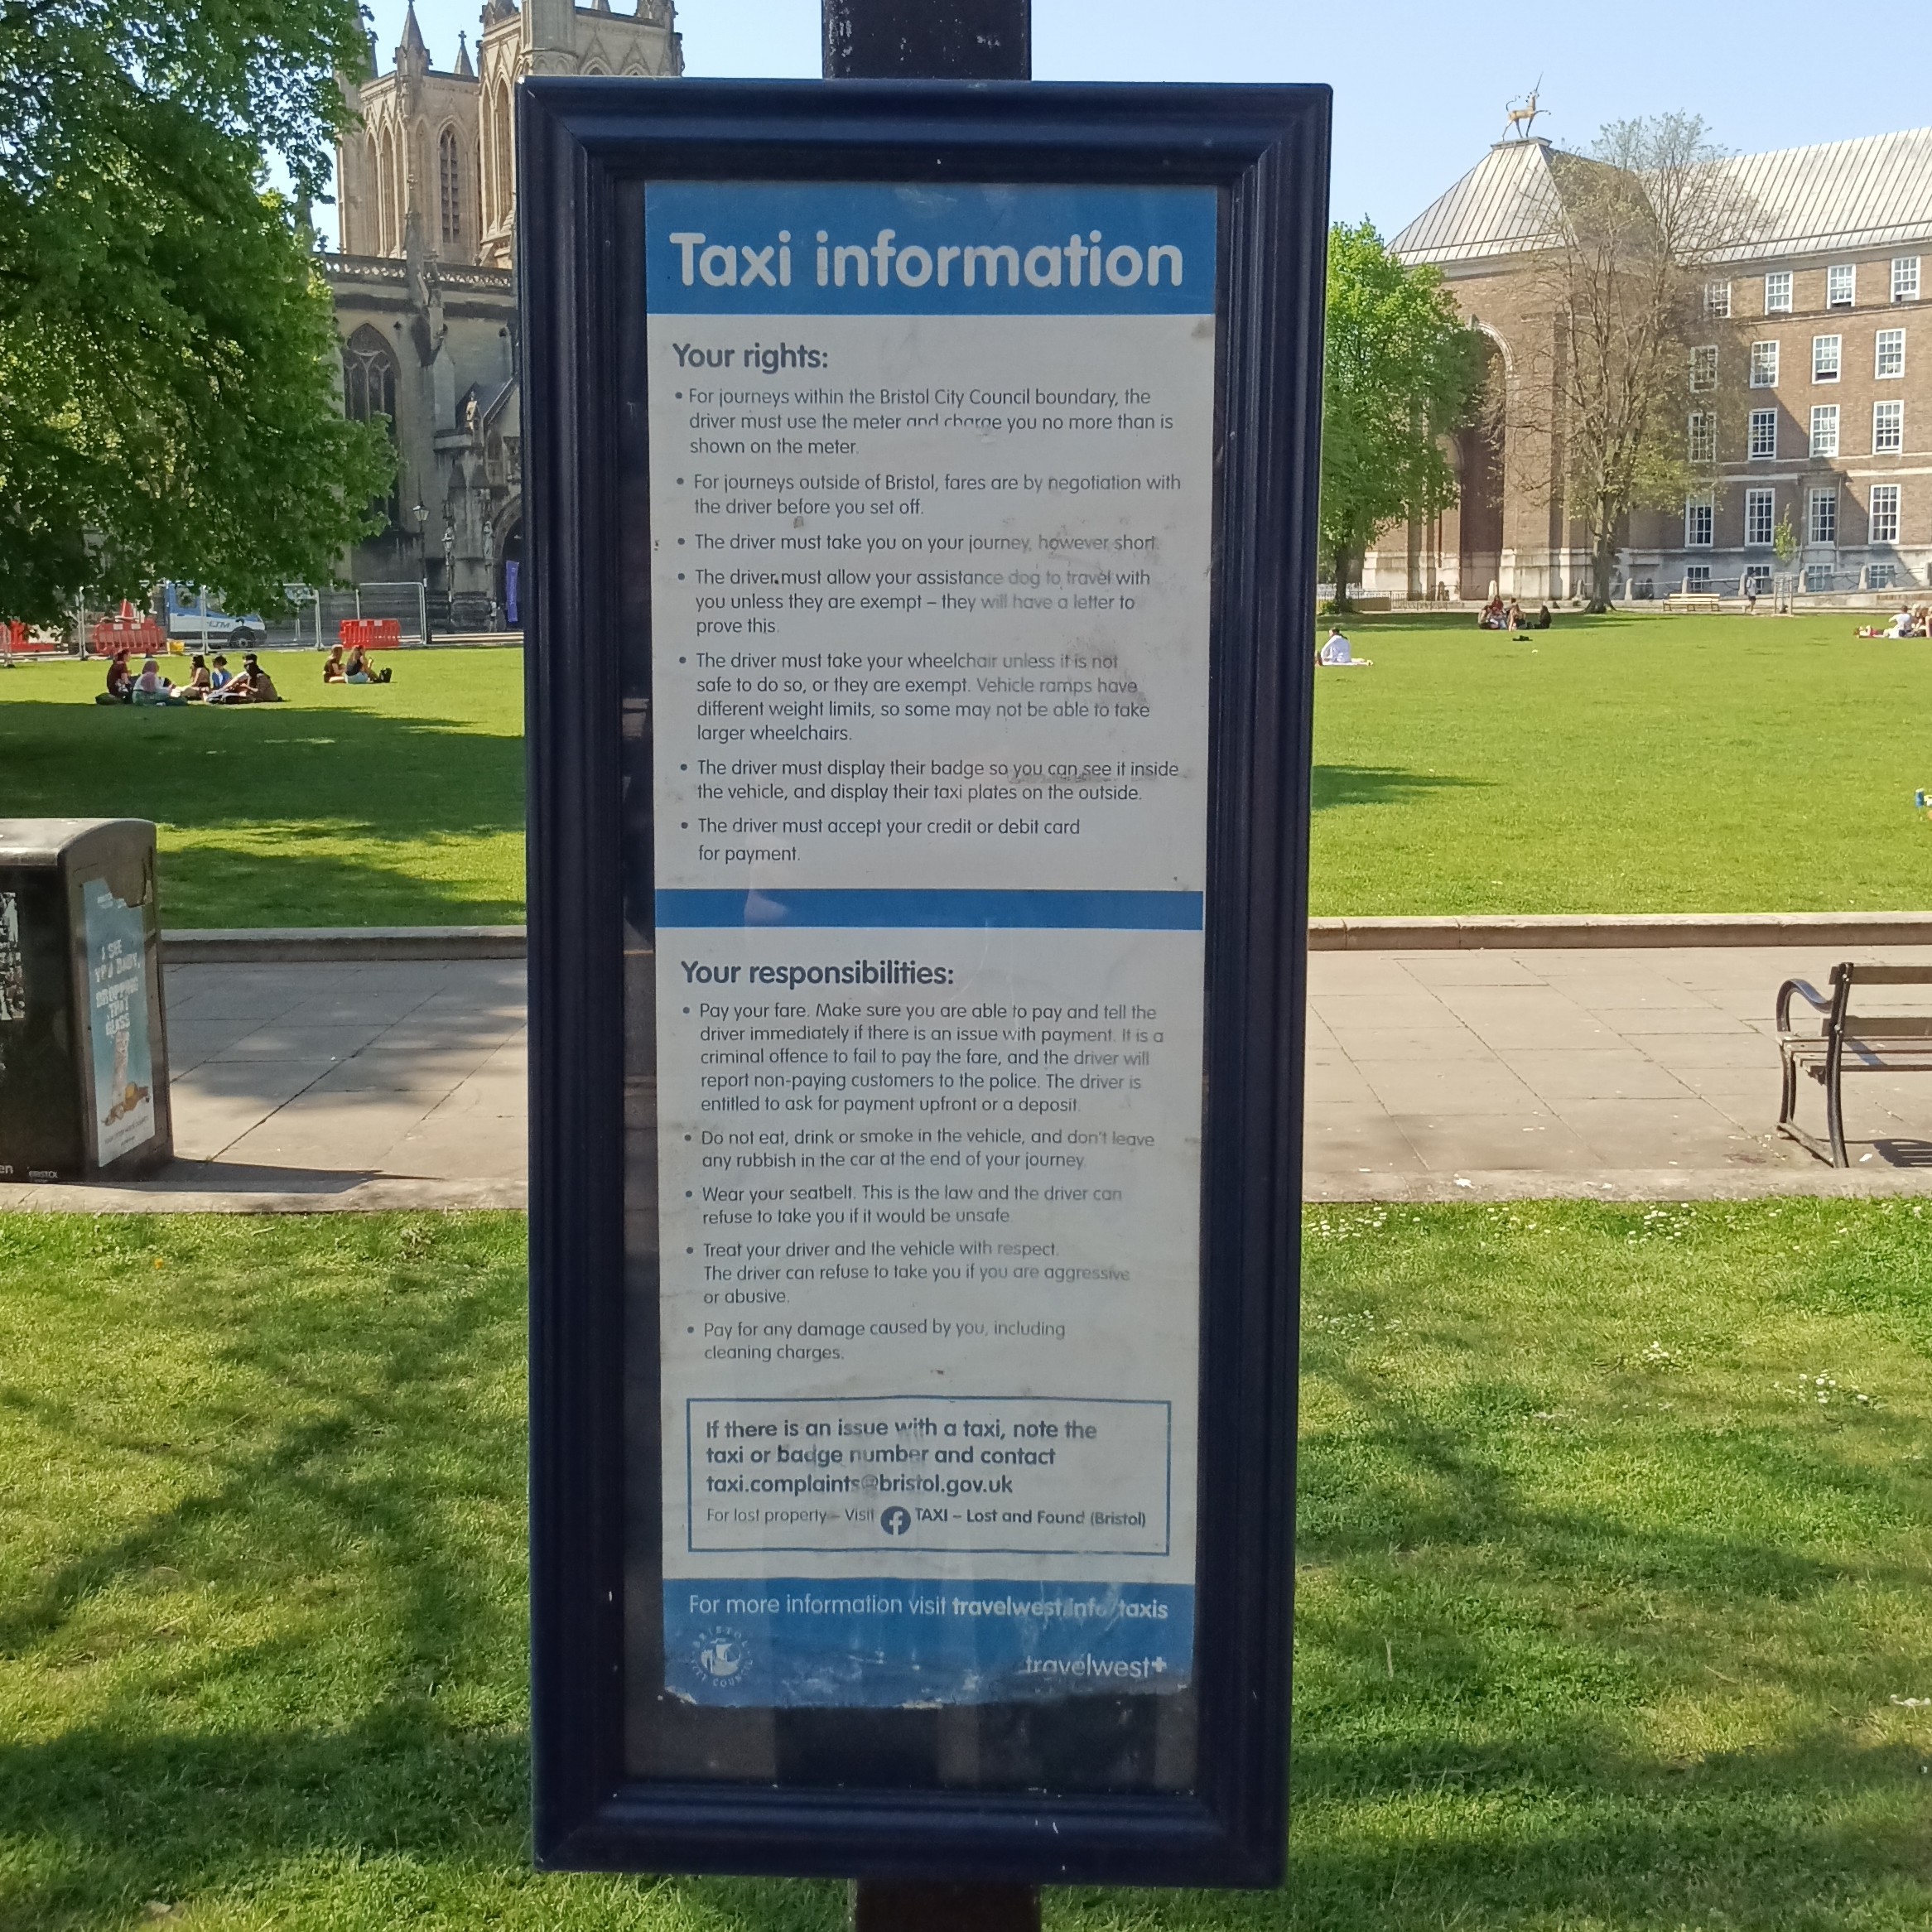 Taxi information
Your rights:
• For journeys within the Bristol City Council boundary, the
driver must use the meter and charge you no more than is
shown on the meter.
• For journeys outside of Bristol, fares are by negotiation with
the driver before you set off.
• The driver must take you on your journey, however short.
• The driver must allow your assistance dog to travel with
you unless they are exempt – they will have a letter to
prove this.
• The driver must take your wheelchair unless it is not
safe to do so, or they are exempt. Vehicle ramps have
different weight limits, so some may not be able to take
larger wheelchairs.
• The driver must display their badge so you can see it inside
the vehicle, and display their taxi plates on the outside.
• The driver must accept your credit or debit card
for payment.
Your responsibilities:
• Pay your fare. Make sure you are able to pay and tell the
driver immediately if there is an issue with payment. It is a
criminal offence to fail to pay the fare, and the driver will
report non-paying customers to the police. The driver is
entitled to ask for payment upfront or a deposit.
• Do not eat, drink or smoke in the vehicle, and don't leave
any rubbish in the car at the end of your journey.
• Wear your seatbelt. This is the law and the driver can
refuse to take you if it would be unsafe.
• Treat your driver and the vehicle with respect.
The driver can refuse to take you if you are aggressive
or abusive.
• Pay for any damage caused by you, including
cleaning charges.
If there is an issue with a taxi, note the
taxi or badge number and contact
taxi.complaints@bristol.gov.uk
For lost property – Visit TAXI – Lost and Found (Bristol)
For more information visit travelwest.info/taxis
BRISTOL
CITY COUNCIL
travelwest+
I SEE
YOU BABY,
DROPPING
THAT
GLASS
BRISTOL